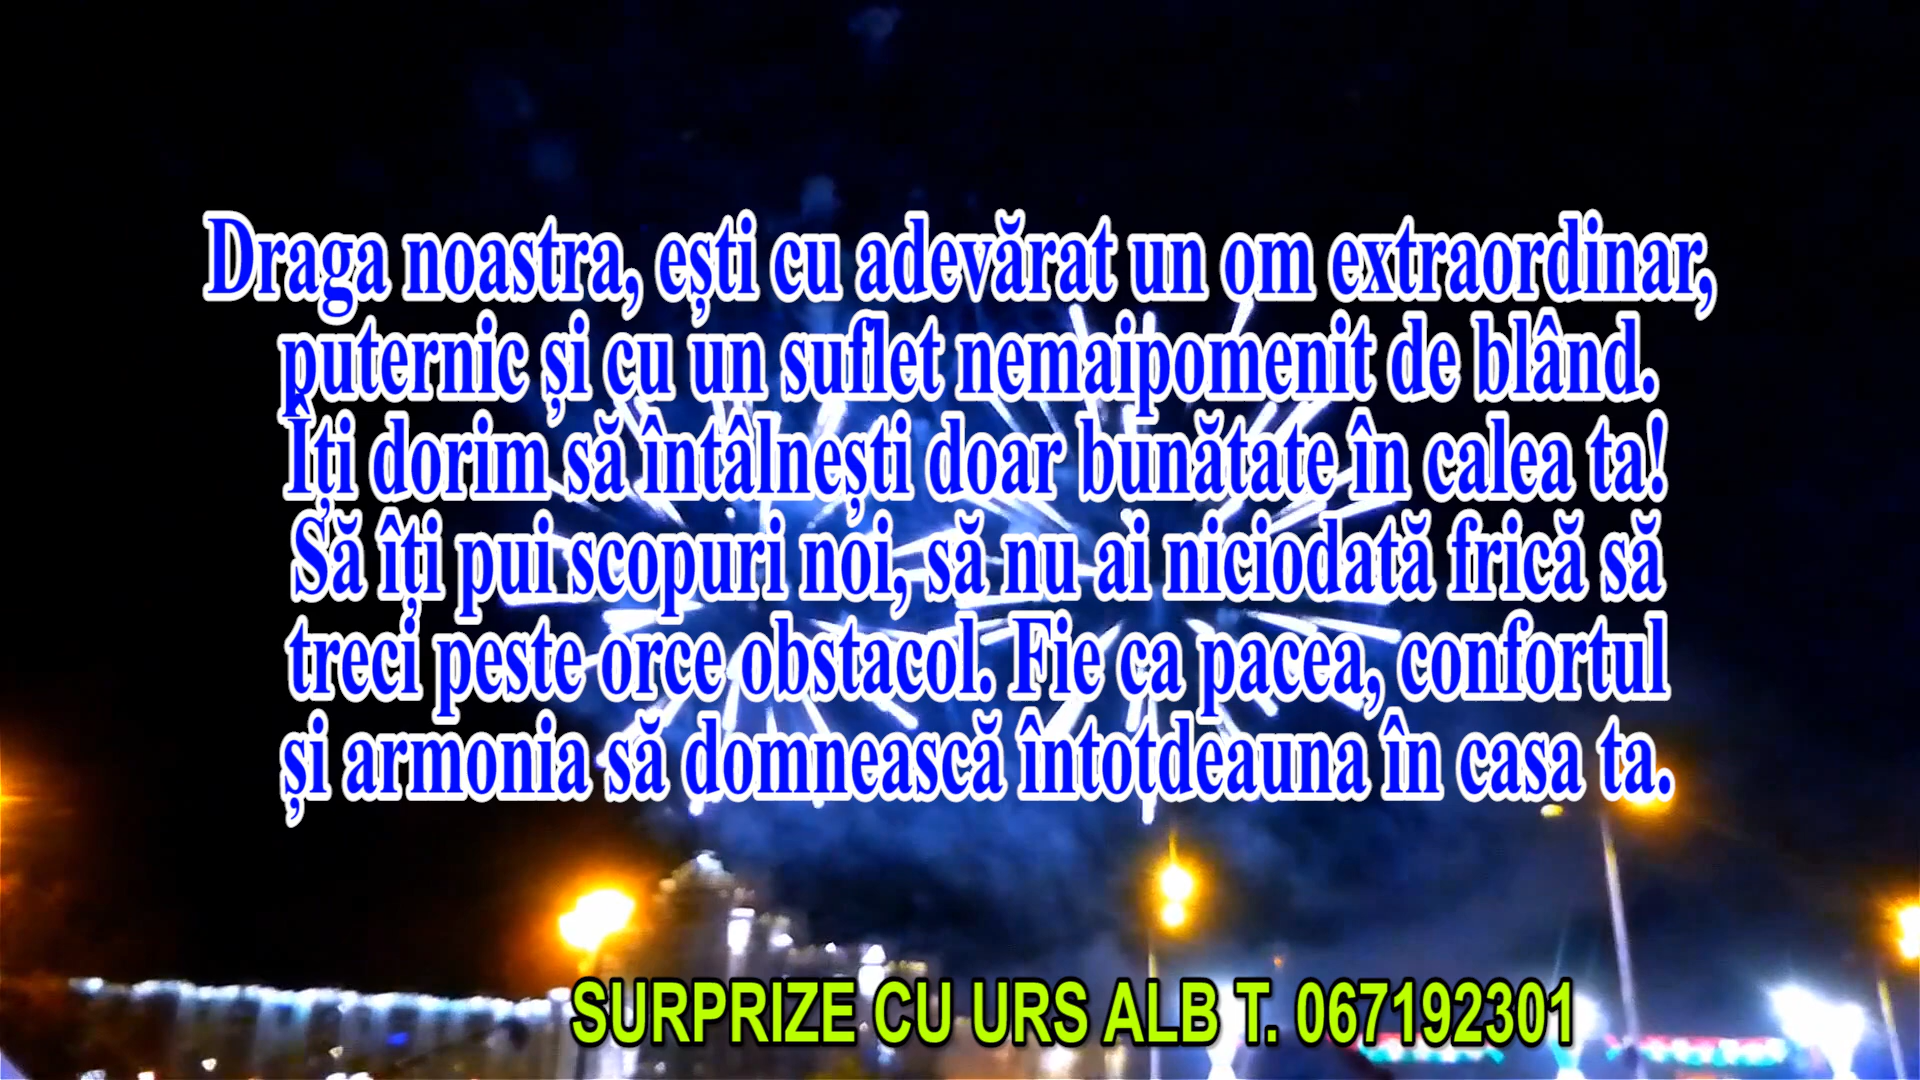 Draga noastra, ești cu adevărat un om extraordinar,
puternic și cu un suflet nemaipomenit de blând.
Îți dorim să întâlnești doar bunătate în calea ta!
Să îți pui scopuri noi, să nu ai niciodată frică să
treci peste orce obstacol. Fie ca pacea, confortul
și armonia să domnească întotdeauna în casa ta.
SURPRIZE CU URS ALB T. 067192301